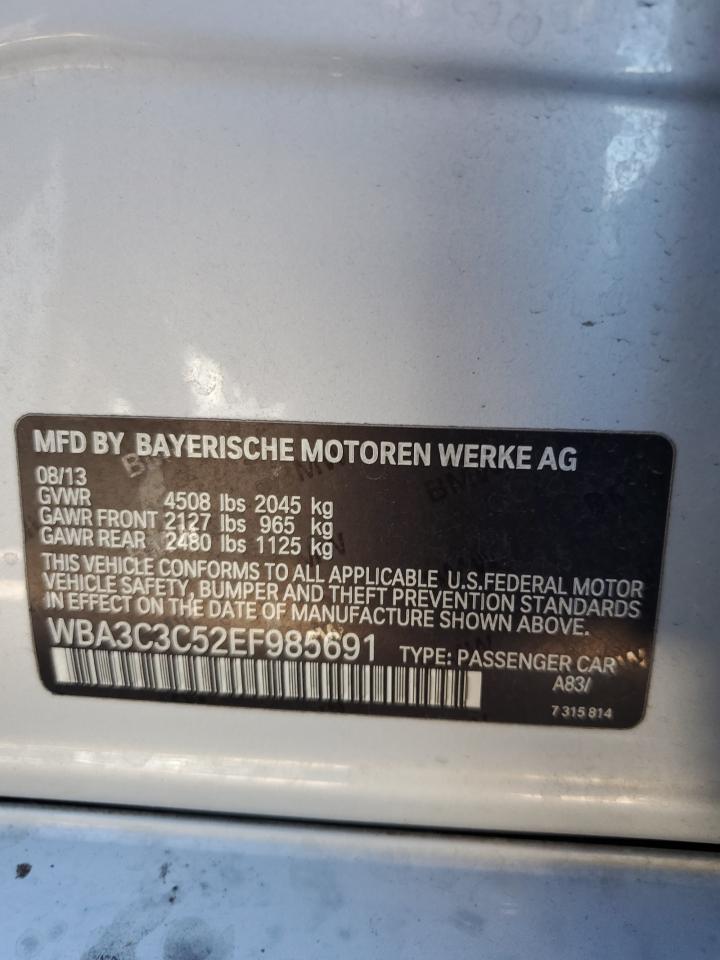 MFD BY BAYERISCHE MOTOREN WERKE AG
08/13
GVWR 4508 lbs 2045 kg
GAWR FRONT 2127 lbs 965 kg
GAWR REAR 2480 lbs 1125 kg
THIS VEHICLE CONFORMS TO ALL APPLICABLE U.S.FEDERAL MOTOR
VEHICLE SAFETY, BUMPER AND THEFT PREVENTION STANDARDS
IN EFFECT ON THE DATE OF MANUFACTURE SHOWN ABOVE.
WBA3C3C52EF985691 TYPE: PASSENGER CAR
A83/
7 315 814